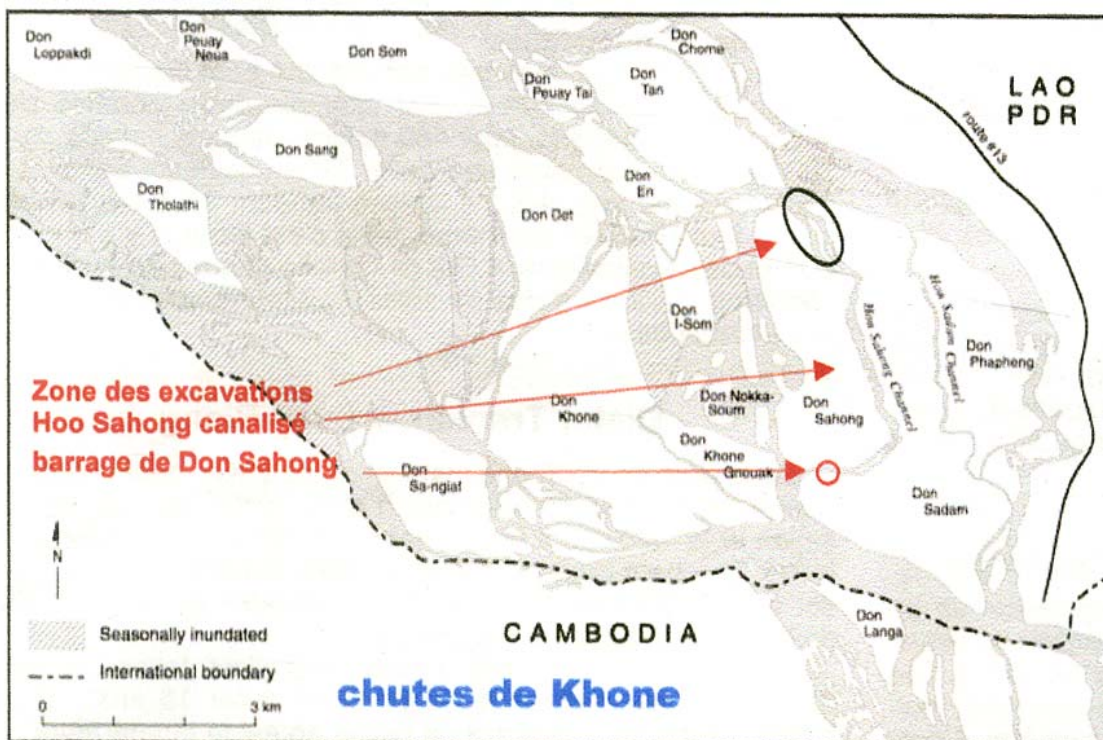 Don
Loppakdi
Don
Peuay
Noua
Don Som
Don
Chome
Don
Peuay Tai
Don
Tan
LAO
PDR
route #13
Don Sang
Don
Tholathi
Don
En
Don Det
Don
I-Som
Hoo Sahong Channel
Hoo Sadam Channel
Don
Phapheng
Zone des excavations
Hoo Sahong canalisé
barrage de Don Sahong
Don
Khone
Don Nokka-
Soum
Don
Sahong
Don
Khone
Gnouak
Don
Sa-ngiat
Don
Sadam
N
Seasonally inundated
International boundary
0 3 km
CAMBODIA
Don
Langa
chutes de Khone